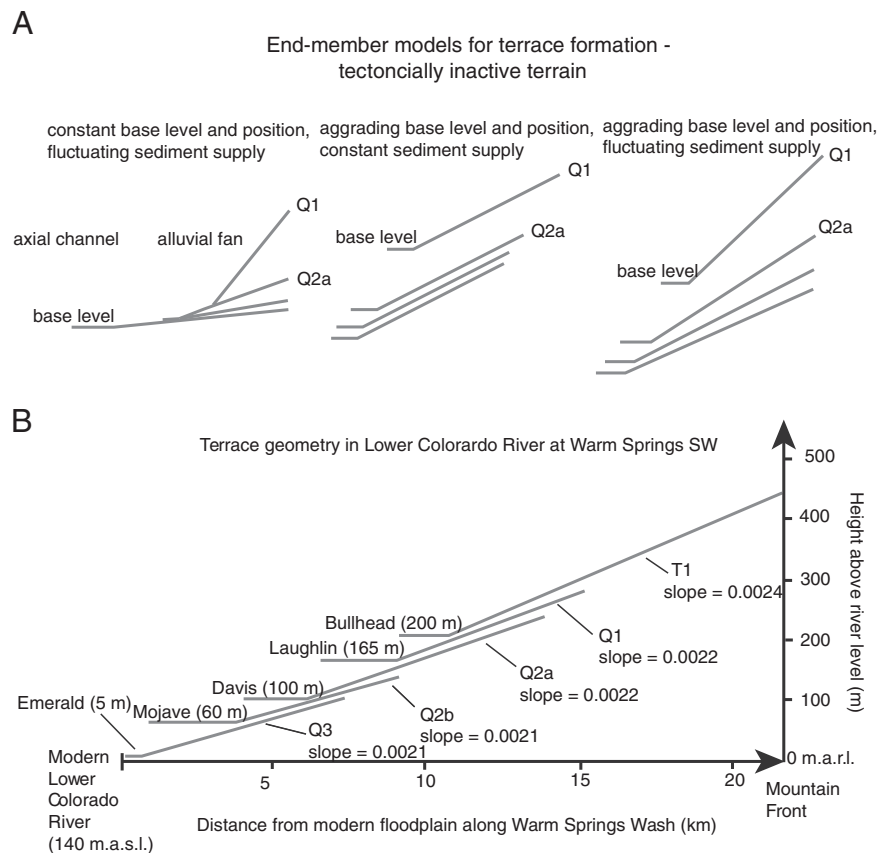 A
End-member models for terrace formation -
tectoncially inactive terrain
constant base level and position,
fluctuating sediment supply
aggrading base level and position,
constant sediment supply
aggrading base level and position,
fluctuating sediment supply
Q1
Q1
Q1
axial channel
alluvial fan
Q2a
base level
base level
Q2a
base level
Q2a
B
Terrace geometry in Lower Colorardo River at Warm Springs SW
500
400
300
200
100
0 m.a.r.l.
Height above river level (m)
T1
slope = 0.0024
Bullhead (200 m)
Q1
slope = 0.0022
Laughlin (165 m)
Q2a
slope = 0.0022
Davis (100 m)
Q2b
slope = 0.0021
Emerald (5 m)
Mojave (60 m)
Q3
slope = 0.0021
Modern
Lower
Colorado
River
(140 m.a.s.l.)
5
10
15
20
Mountain
Front
Distance from modern floodplain along Warm Springs Wash (km)